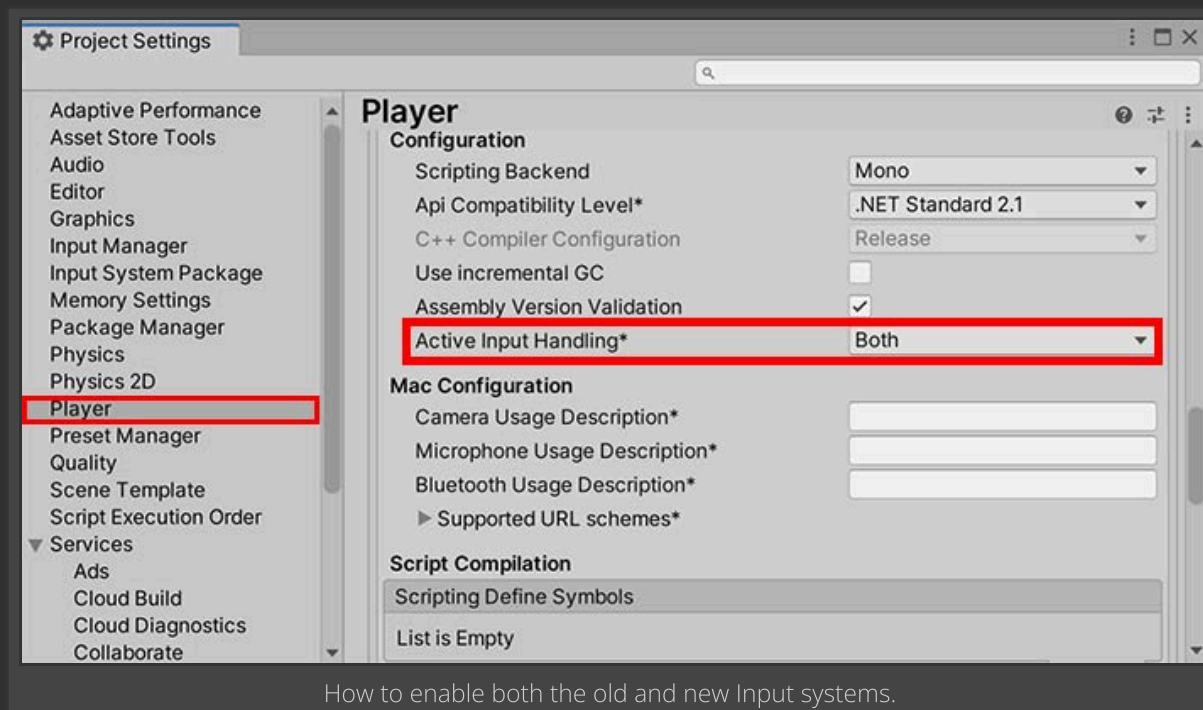 Project Settings
Adaptive Performance
Asset Store Tools
Audio
Editor
Graphics
Input Manager
Input System Package
Memory Settings
Package Manager
Physics
Physics 2D
Player
Preset Manager
Quality
Scene Template
Script Execution Order
Services
Ads
Cloud Build
Cloud Diagnostics
Collaborate
Player
Configuration
Scripting Backend Mono
Api Compatibility Level* .NET Standard 2.1
C++ Compiler Configuration Release
Use incremental GC
Assembly Version Validation
Active Input Handling* Both
Mac Configuration
Camera Usage Description*
Microphone Usage Description*
Bluetooth Usage Description*
Supported URL schemes*
Script Compilation
Scripting Define Symbols
List is Empty
How to enable both the old and new Input systems.